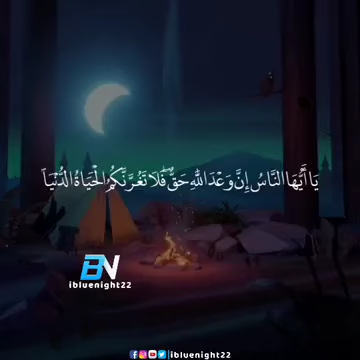 يَا أَيُّهَا النَّاسُ إِنَّ وَعْدَ اللَّهِ حَقٌّ ۖ فَلَا تَغُرَّنَّكُمُ الْحَيَاةُ الدُّنْيَا
BN
ibluenight22
ibluenight22